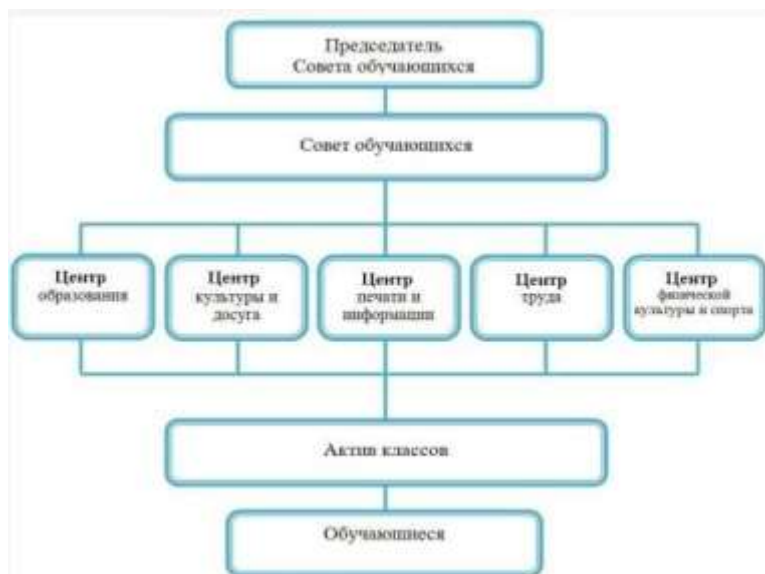 Председатель
Совета обучающихся
Совет обучающихся
Центр
образования
Центр
культуры и
досуга
Центр
печати и
информации
Центр
труда
Центр
физической
культуры и спорта
Актив классов
Обучающиеся